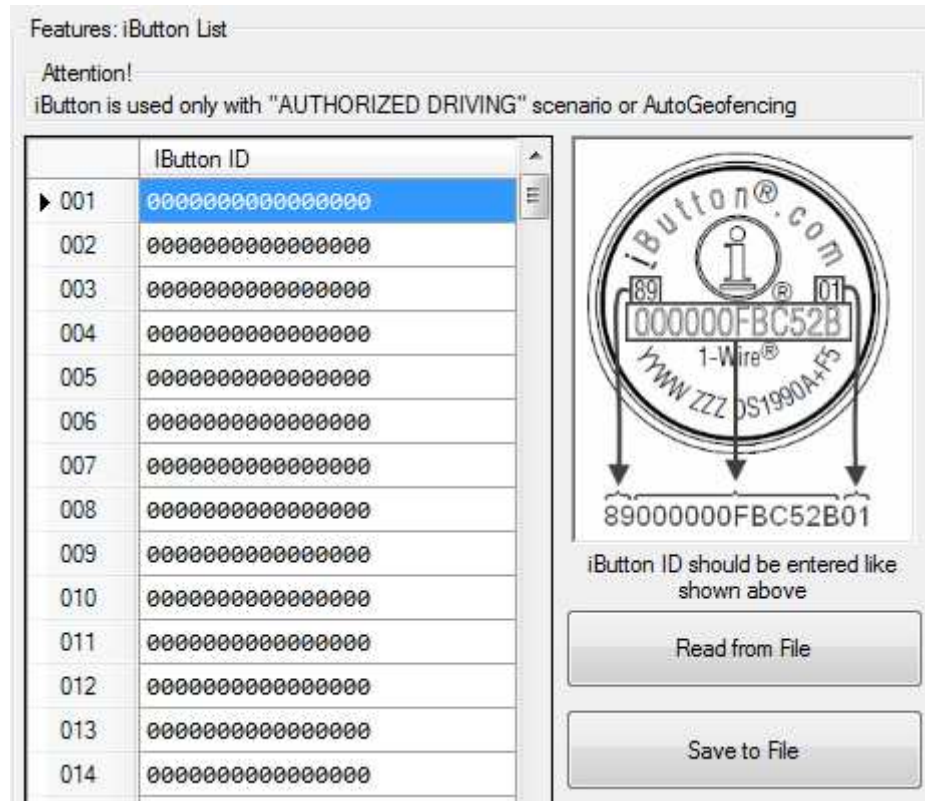 Features: iButton List
Attention!
iButton is used only with "AUTHORIZED DRIVING" scenario or AutoGeofencing
IButton ID
001 0000000000000000
002 0000000000000000
003 0000000000000000
004 0000000000000000
005 0000000000000000
006 0000000000000000
007 0000000000000000
008 0000000000000000
009 0000000000000000
010 0000000000000000
011 0000000000000000
012 0000000000000000
013 0000000000000000
014 0000000000000000
iButton®.com
i
®
89 01
000000FBC52B
1-Wire®
YYWW ZZZ DS1990A+F5
89000000FBC52B01
iButton ID should be entered like
shown above
Read from File
Save to File